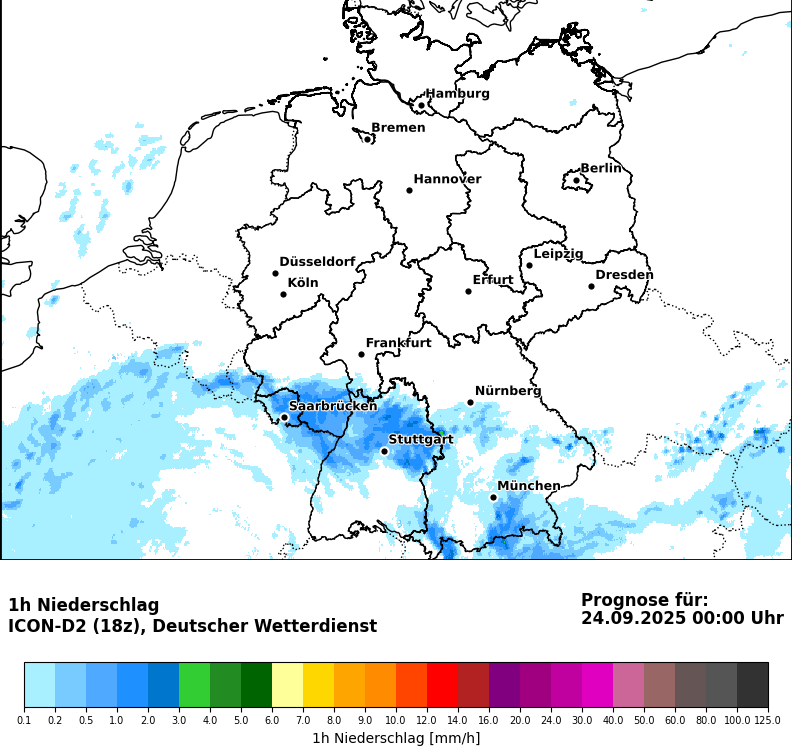 Hamburg
Bremen
Berlin
Hannover
Leipzig
Düsseldorf
Dresden
Köln
Erfurt
Frankfurt
Nürnberg
Saarbrücken
Stuttgart
München
1h Niederschlag
ICON-D2 (18z), Deutscher Wetterdienst
Prognose für:
24.09.2025 00:00 Uhr
0.1 0.2 0.5 1.0 2.0 3.0 4.0 5.0 6.0 7.0 9.0 10.0 12.0 14.0 16.0 20.0 24.0 30.0 40.0 50.0 60.0 80.0 100.0 125.0
1h Niederschlag [mm/h]